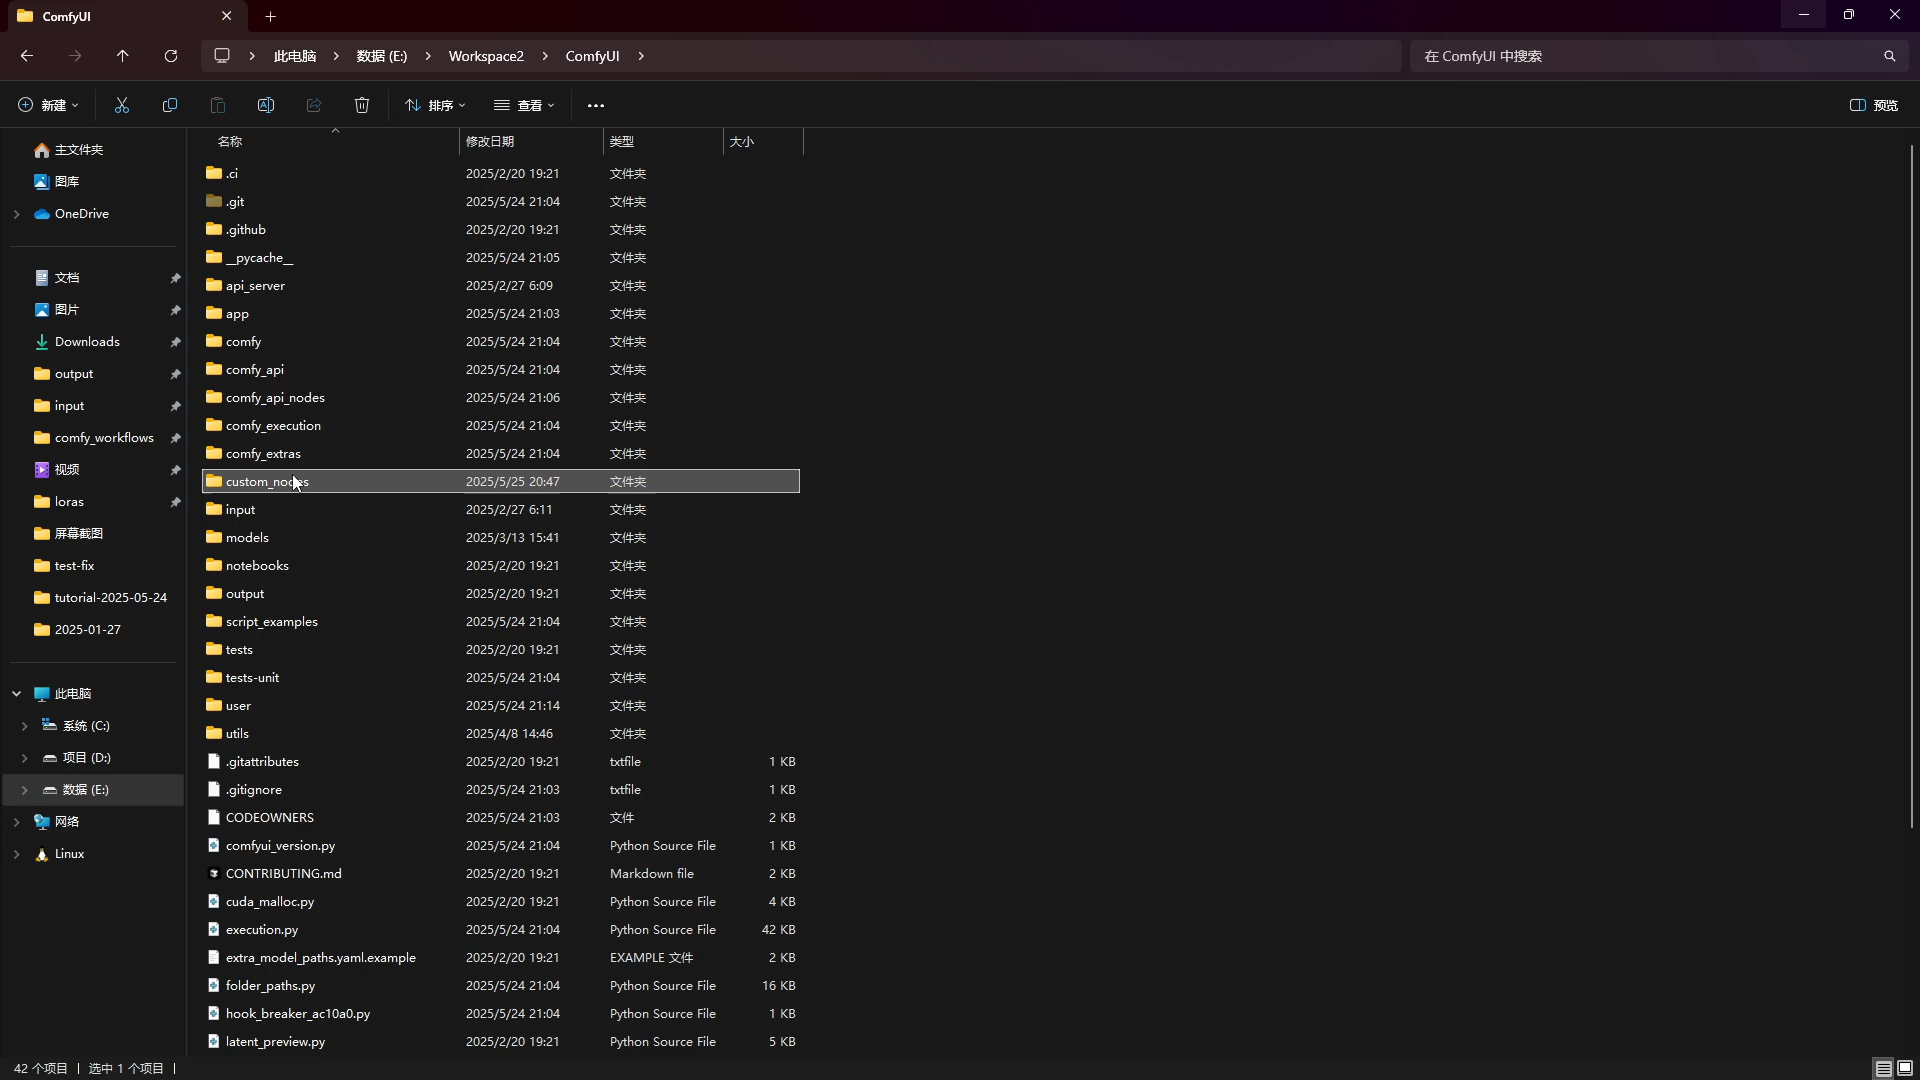 ComfyUI
此电脑 > 数据 (E:) > Workspace2 > ComfyUI >
在 ComfyUI 中搜索
新建
排序
查看
预览
主文件夹
图库
OneDrive
文档
图片
Downloads
output
input
comfy_workflows
视频
loras
屏幕截图
test-fix
tutorial-2025-05-24
2025-01-27
此电脑
系统 (C:)
项目 (D:)
数据 (E:)
网络
Linux
名称 修改日期 类型 大小
.ci 2025/2/20 19:21 文件夹
.git 2025/5/24 21:04 文件夹
.github 2025/2/20 19:21 文件夹
__pycache__ 2025/5/24 21:05 文件夹
api_server 2025/2/27 6:09 文件夹
app 2025/5/24 21:03 文件夹
comfy 2025/5/24 21:04 文件夹
comfy_api 2025/5/24 21:04 文件夹
comfy_api_nodes 2025/5/24 21:06 文件夹
comfy_execution 2025/5/24 21:04 文件夹
comfy_extras 2025/5/24 21:04 文件夹
custom_nodes 2025/5/25 20:47 文件夹
input 2025/2/27 6:11 文件夹
models 2025/3/13 15:41 文件夹
notebooks 2025/2/20 19:21 文件夹
output 2025/2/20 19:21 文件夹
script_examples 2025/5/24 21:04 文件夹
tests 2025/2/20 19:21 文件夹
tests-unit 2025/5/24 21:04 文件夹
user 2025/5/24 21:14 文件夹
utils 2025/4/8 14:46 文件夹
.gitattributes 2025/2/20 19:21 txtfile 1 KB
.gitignore 2025/5/24 21:03 txtfile 1 KB
CODEOWNERS 2025/5/24 21:03 文件 2 KB
comfyui_version.py 2025/5/24 21:04 Python Source File 1 KB
CONTRIBUTING.md 2025/2/20 19:21 Markdown file 2 KB
cuda_malloc.py 2025/2/20 19:21 Python Source File 4 KB
execution.py 2025/5/24 21:04 Python Source File 42 KB
extra_model_paths.yaml.example 2025/2/20 19:21 EXAMPLE 文件 2 KB
folder_paths.py 2025/5/24 21:04 Python Source File 16 KB
hook_breaker_ac10a0.py 2025/5/24 21:04 Python Source File 1 KB
latent_preview.py 2025/2/20 19:21 Python Source File 5 KB
42 个项目 | 选中 1 个项目 |